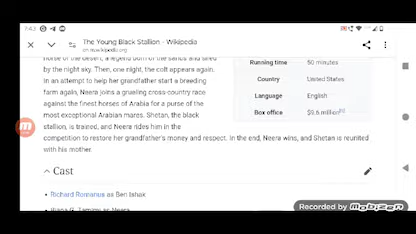 7:43
The Young Black Stallion - Wikipedia
en.m.wikipedia.org
horse of the desert, a legend born of the sands and sired
by the night sky. Then, one night, the colt appears again.
In an attempt to help her grandfather start a breeding
farm again, Neera joins a grueling cross-country race
against the finest horses of Arabia for a purse of the
most exceptional Arabian mares. Shetan, the black
stallion, is trained, and Neera rides him in the
competition to restore her grandfather's money and respect. In the end, Neera wins, and Shetan is reunited
with his mother.
Running time 50 minutes
Country United States
Language English
Box office $9.6 million
Cast
Richard Romanus as Ben Ishak
Biana G. Tamimi as Neera
Recorded by Mobizen